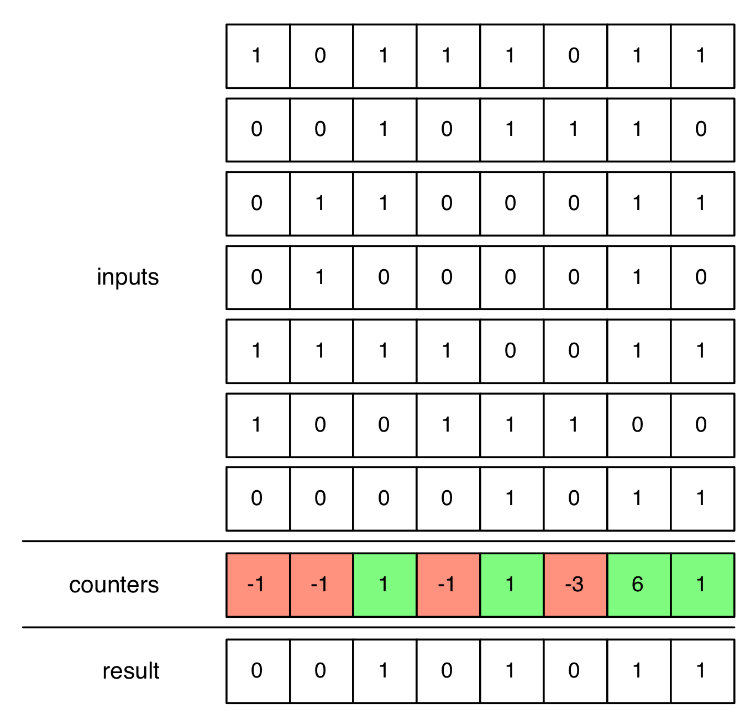 1 0 1 1 1 0 1 1
0 0 1 0 1 1 1 0
0 1 1 0 0 0 1 1
inputs 0 1 0 0 0 0 1 0
1 1 1 1 0 0 1 1
1 0 0 1 1 1 0 0
0 0 0 0 1 0 1 1
counters -1 -1 1 -1 1 -3 6 1
result 0 0 1 0 1 0 1 1